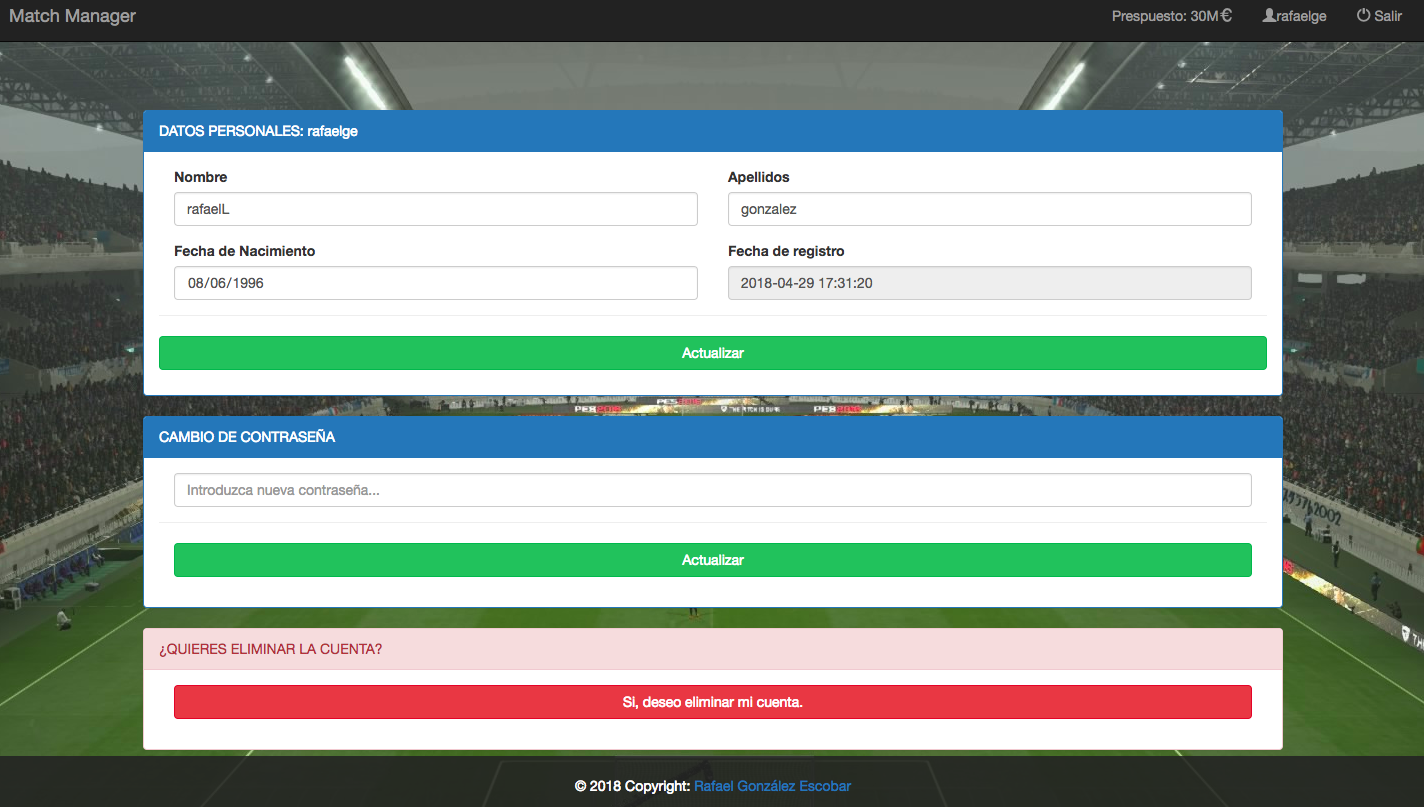 Match Manager
Prespuesto: 30M€ rafaelge Salir
DATOS PERSONALES: rafaelge
Nombre Apellidos
rafaelL gonzalez
Fecha de Nacimiento Fecha de registro
08/06/1996 2018-04-29 17:31:20
Actualizar
CAMBIO DE CONTRASEÑA
Introduzca nueva contraseña...
2002
Actualizar
¿QUIERES ELIMINAR LA CUENTA?
Si, deseo eliminar mi cuenta.
© 2018 Copyright: Rafael González Escobar